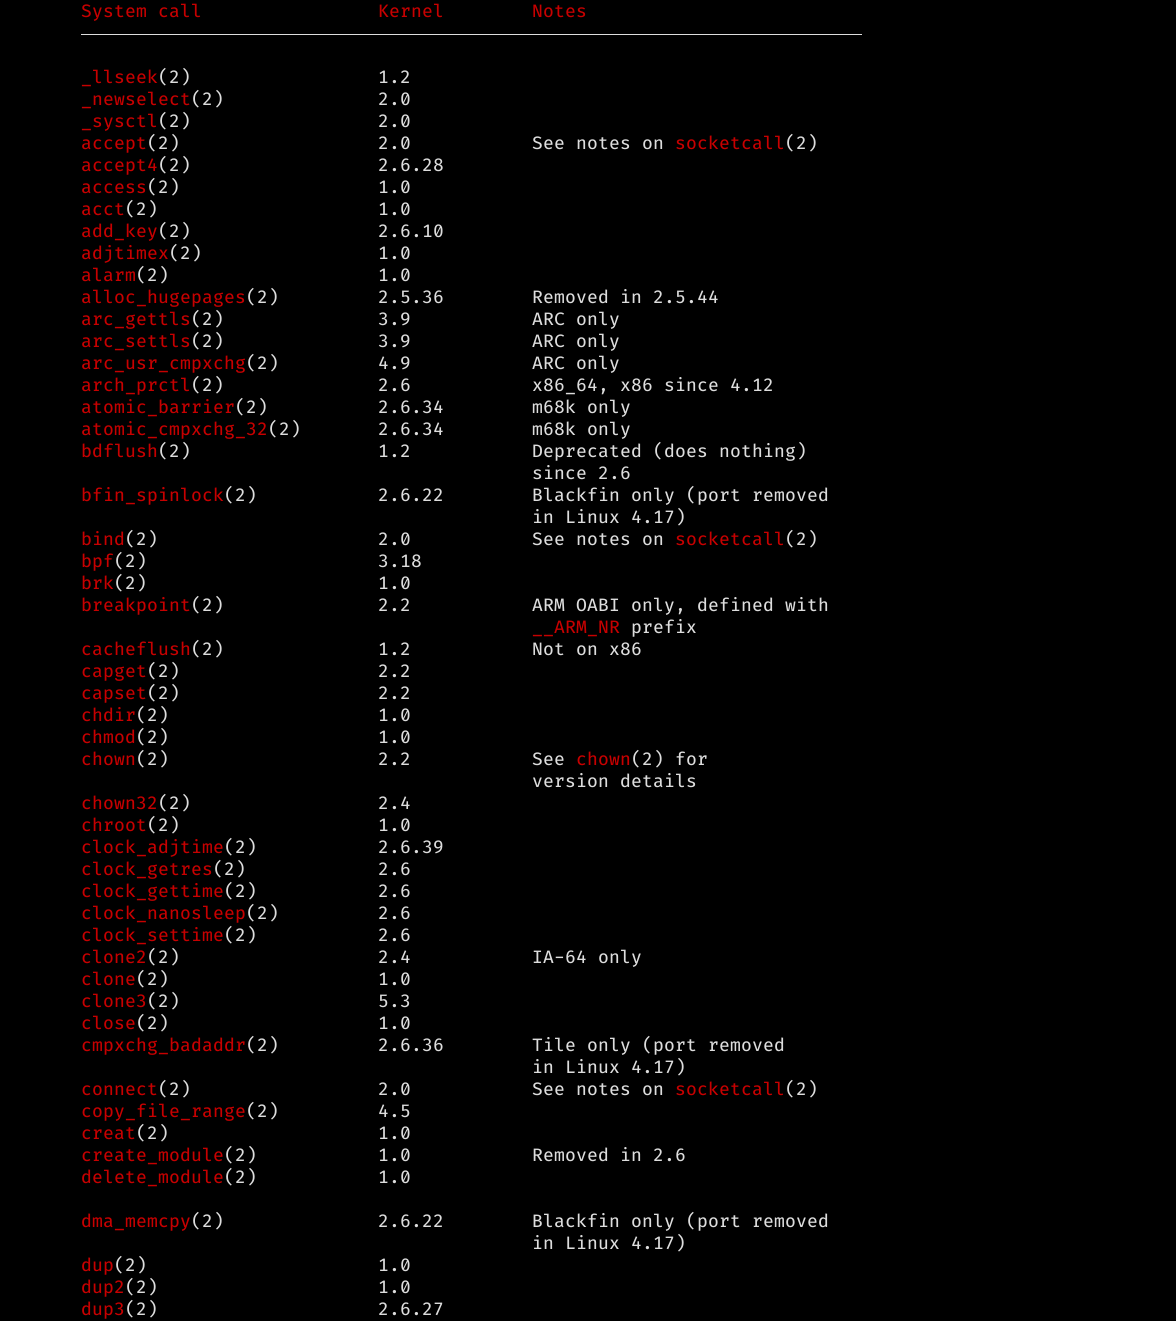 System call Kernel Notes
_llseek(2) 1.2
_newselect(2) 2.0
_sysctl(2) 2.0
accept(2) 2.0 See notes on socketcall(2)
accept4(2) 2.6.28
access(2) 1.0
acct(2) 1.0
add_key(2) 2.6.10
adjtimex(2) 1.0
alarm(2) 1.0
alloc_hugepages(2) 2.5.36 Removed in 2.5.44
arc_gettls(2) 3.9 ARC only
arc_settls(2) 3.9 ARC only
arc_usr_cmpxchg(2) 4.9 ARC only
arch_prctl(2) 2.6 x86_64, x86 since 4.12
atomic_barrier(2) 2.6.34 m68k only
atomic_cmpxchg_32(2) 2.6.34 m68k only
bdflush(2) 1.2 Deprecated (does nothing)
since 2.6
bfin_spinlock(2) 2.6.22 Blackfin only (port removed
in Linux 4.17)
bind(2) 2.0 See notes on socketcall(2)
bpf(2) 3.18
brk(2) 1.0
breakpoint(2) 2.2 ARM OABI only, defined with
__ARM_NR prefix
cacheflush(2) 1.2 Not on x86
capget(2) 2.2
capset(2) 2.2
chdir(2) 1.0
chmod(2) 1.0
chown(2) 2.2 See chown(2) for
version details
chown32(2) 2.4
chroot(2) 1.0
clock_adjtime(2) 2.6.39
clock_getres(2) 2.6
clock_gettime(2) 2.6
clock_nanosleep(2) 2.6
clock_settime(2) 2.6
clone2(2) 2.4 IA-64 only
clone(2) 1.0
clone3(2) 5.3
close(2) 1.0
cmpxchg_badaddr(2) 2.6.36 Tile only (port removed
in Linux 4.17)
connect(2) 2.0 See notes on socketcall(2)
copy_file_range(2) 4.5
creat(2) 1.0
create_module(2) 1.0 Removed in 2.6
delete_module(2) 1.0
dma_memcpy(2) 2.6.22 Blackfin only (port removed
in Linux 4.17)
dup(2) 1.0
dup2(2) 1.0
dup3(2) 2.6.27